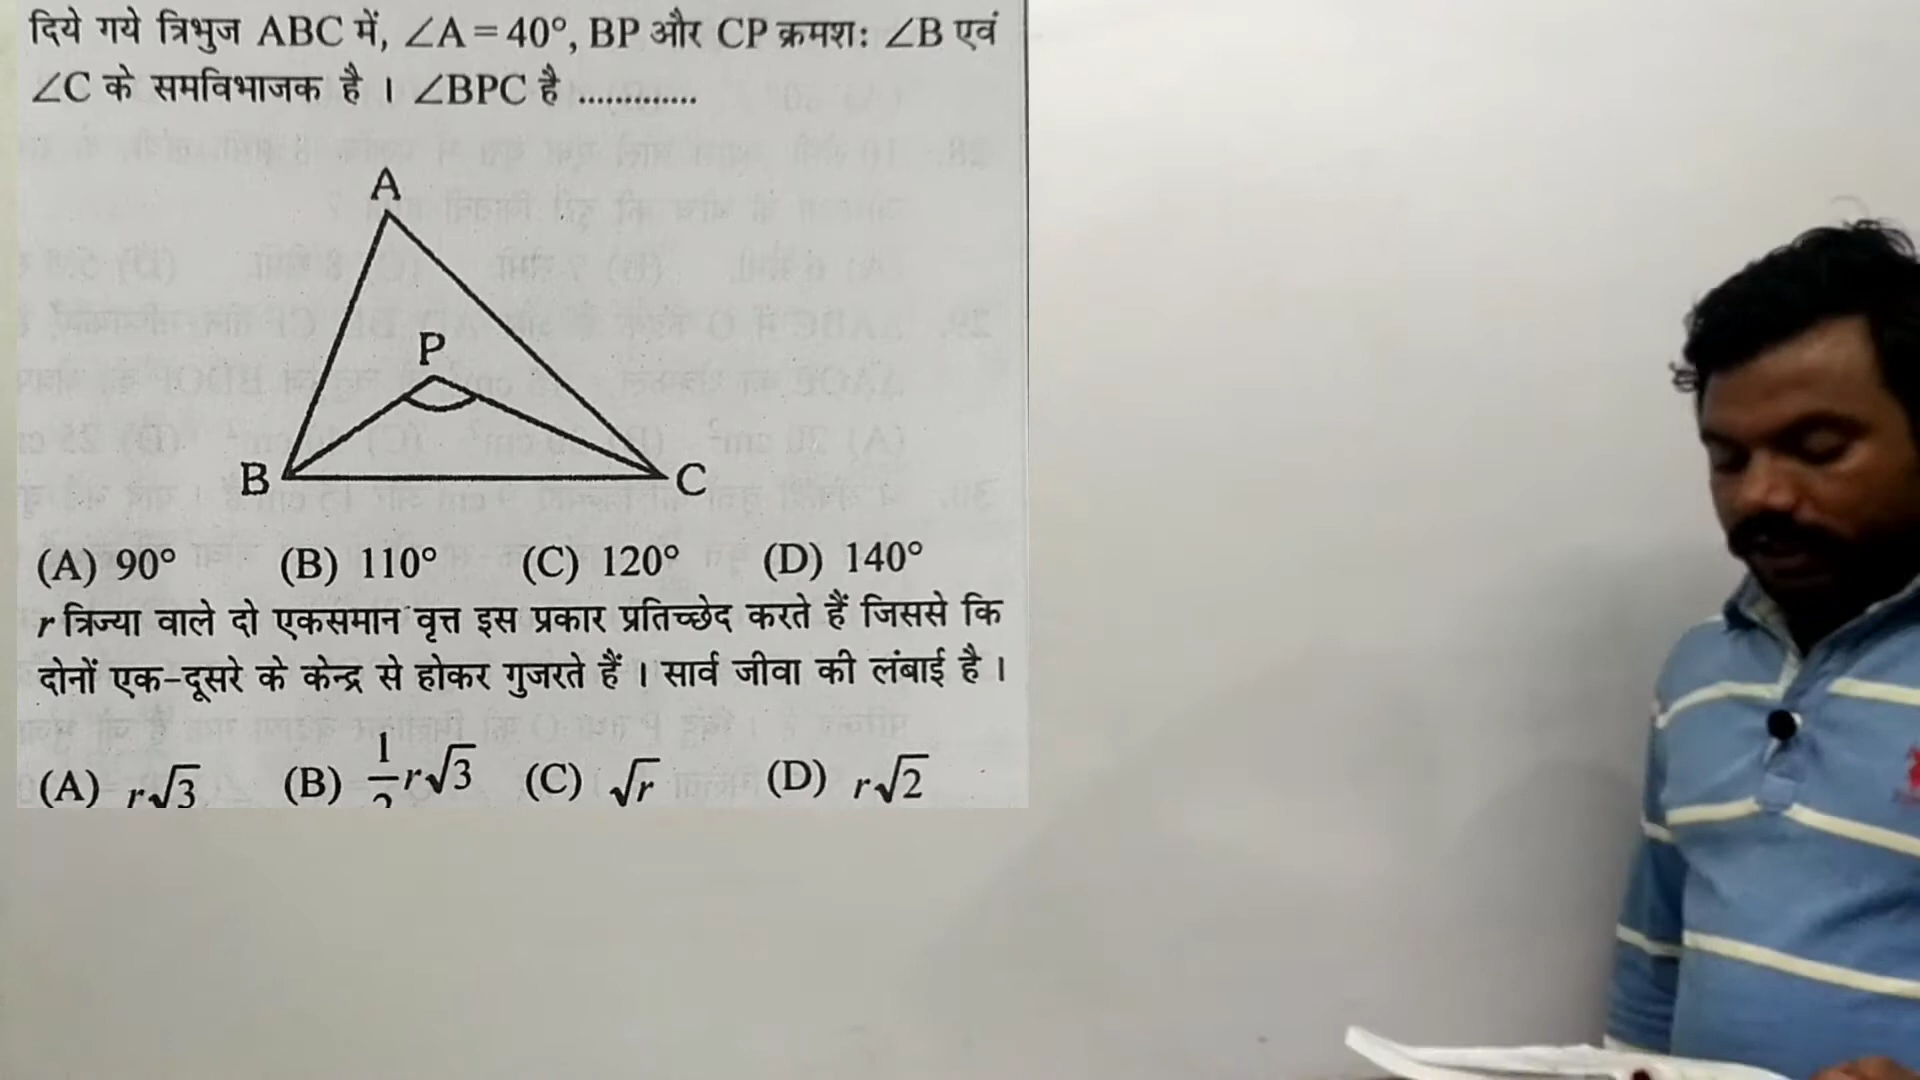 दिये गये त्रिभुज ABC में, ∠A = 40°, BP और CP क्रमशः ∠B एवं
∠C के समविभाजक है । ∠BPC है .............
A
P
B
C
(A) 90° (B) 110° (C) 120° (D) 140°
r त्रिज्या वाले दो एकसमान वृत्त इस प्रकार प्रतिच्छेद करते हैं जिससे कि
दोनों एक-दूसरे के केन्द्र से होकर गुजरते हैं । सार्व जीवा की लंबाई है ।
(A) r√3 (B) 1/2 r√3 (C) √r (D) r√2